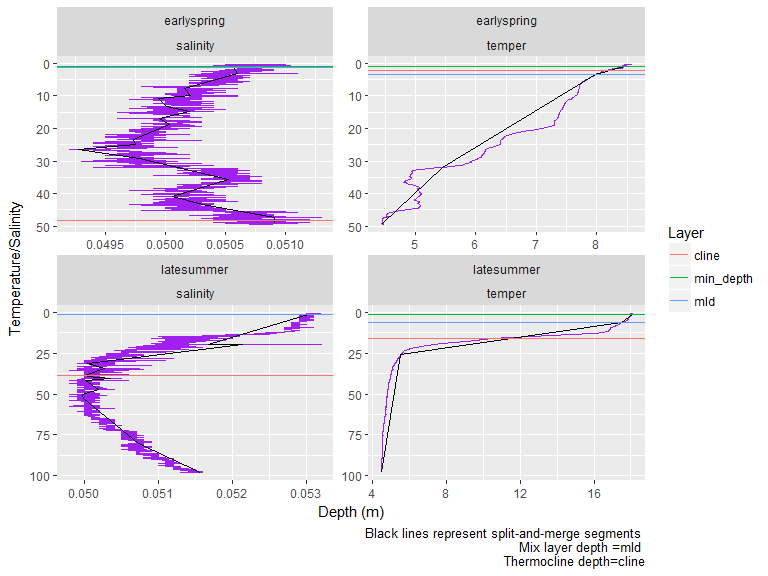 earlyspring
earlyspring
salinity
temper
0
10
20
30
40
50
0.0495
0.0500
0.0505
0.0510
0
10
20
30
40
50
5
6
7
8
latesummer
latesummer
salinity
temper
0
25
50
75
100
0.050
0.051
0.052
0.053
0
25
50
75
100
4
8
12
16
Temperature/Salinity
Depth (m)
Layer
cline
min_depth
mld
Black lines represent split-and-merge segments
Mix layer depth =mld
Thermocline depth=cline